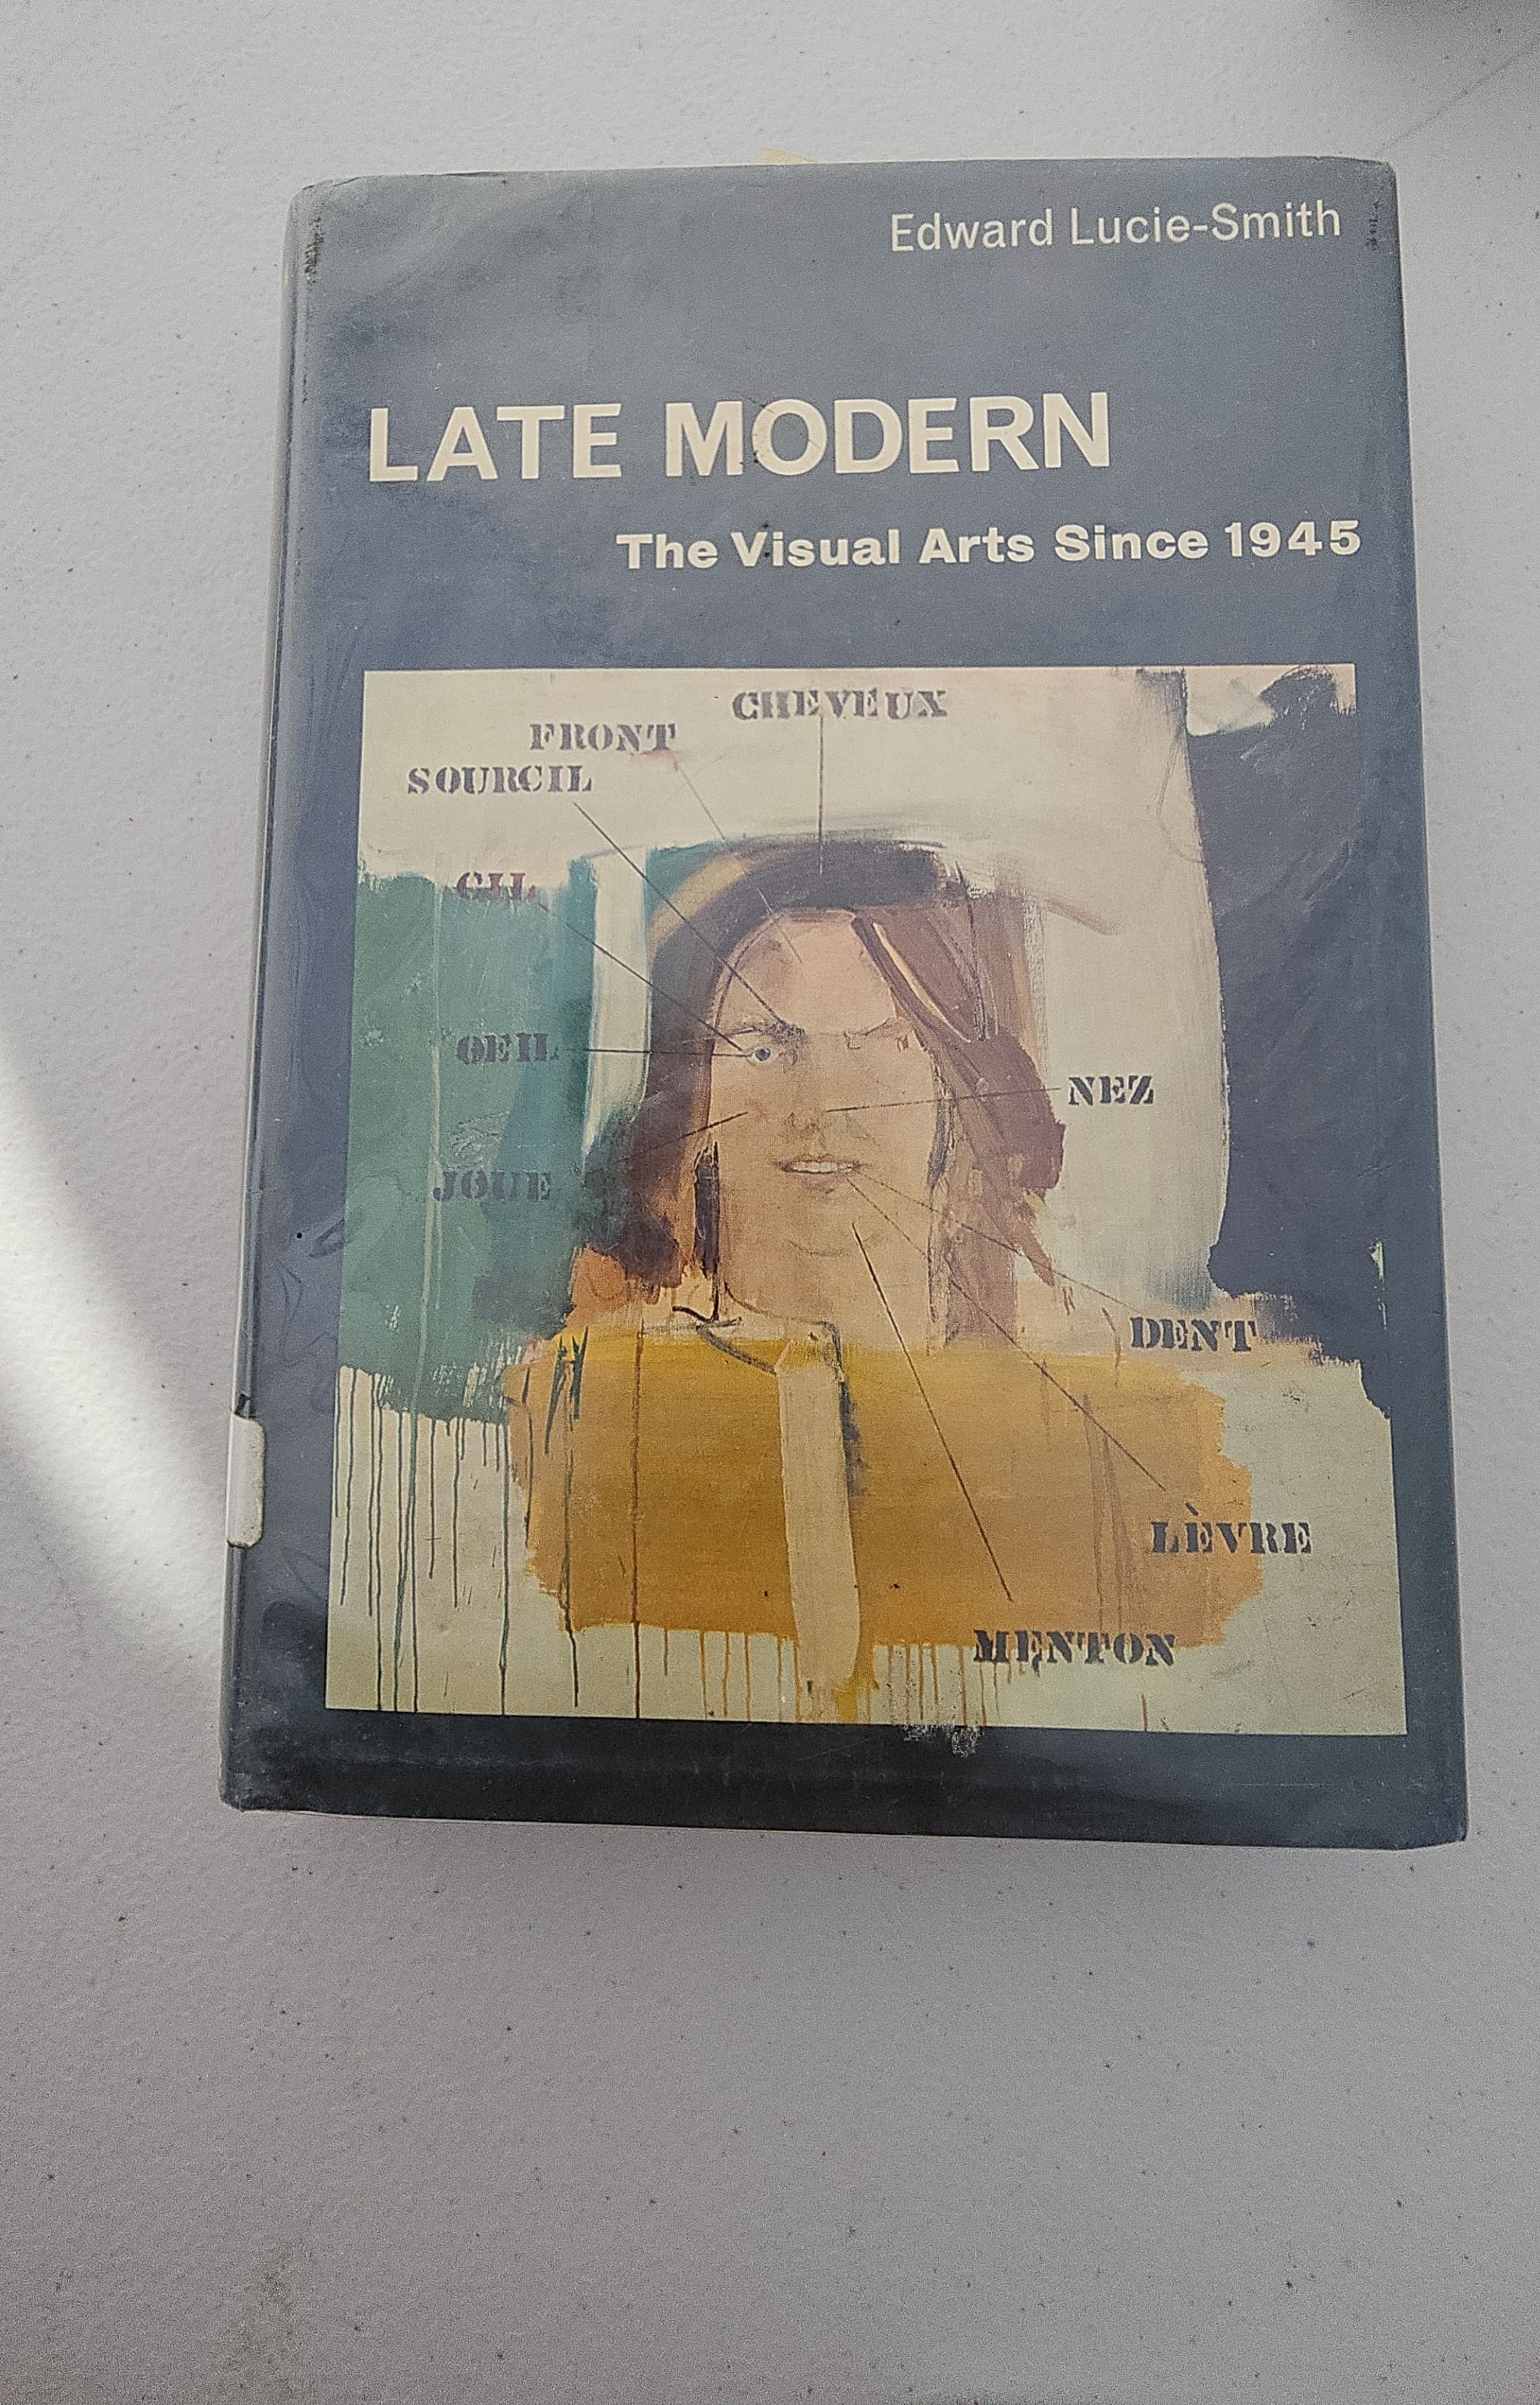 Edward Lucie-Smith
LATE MODERN
The Visual Arts Since 1945
CHEVEUX
FRONT
SOURCIL
CIL
OEIL
NEZ
JOUE
DENT
LÈVRE
MENTON